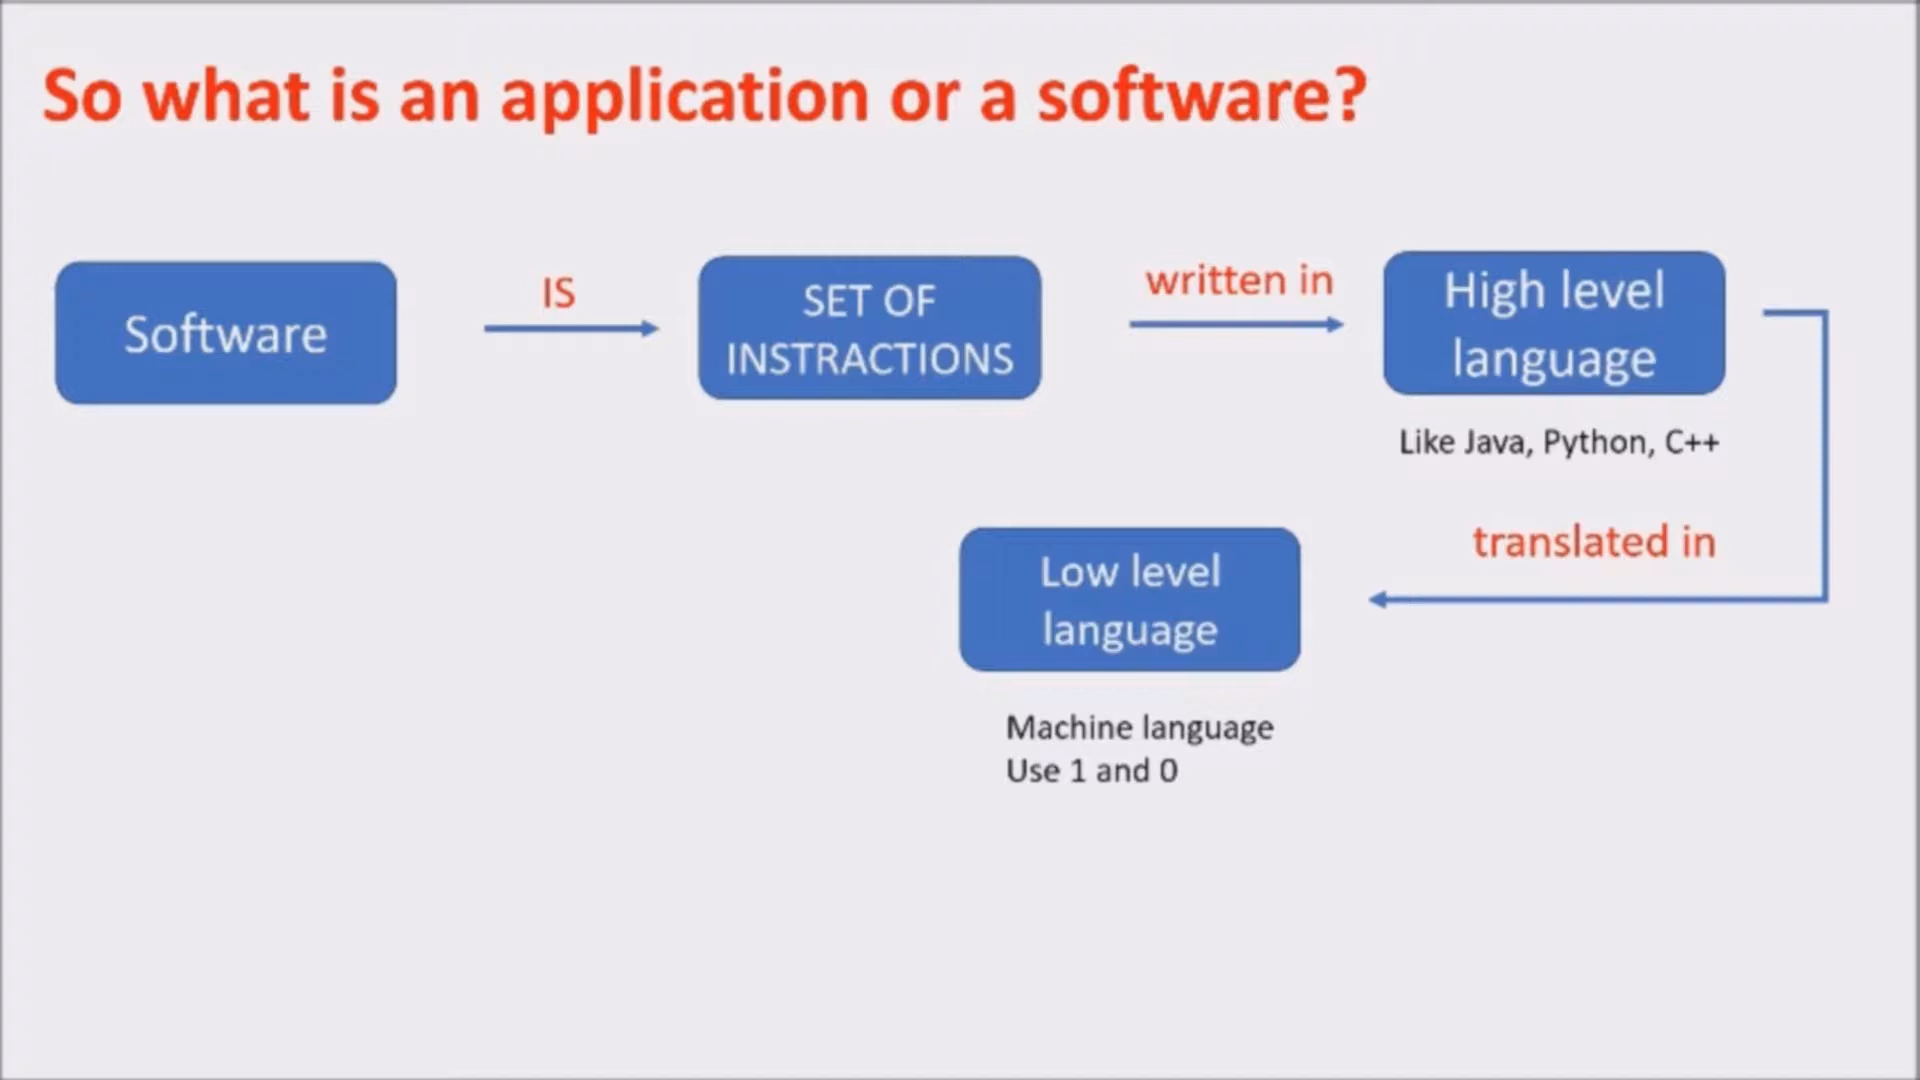 So what is an application or a software?
Software
IS
SET OF
INSTRACTIONS
written in
High level
language
Like Java, Python, C++
translated in
Low level
language
Machine language
Use 1 and 0